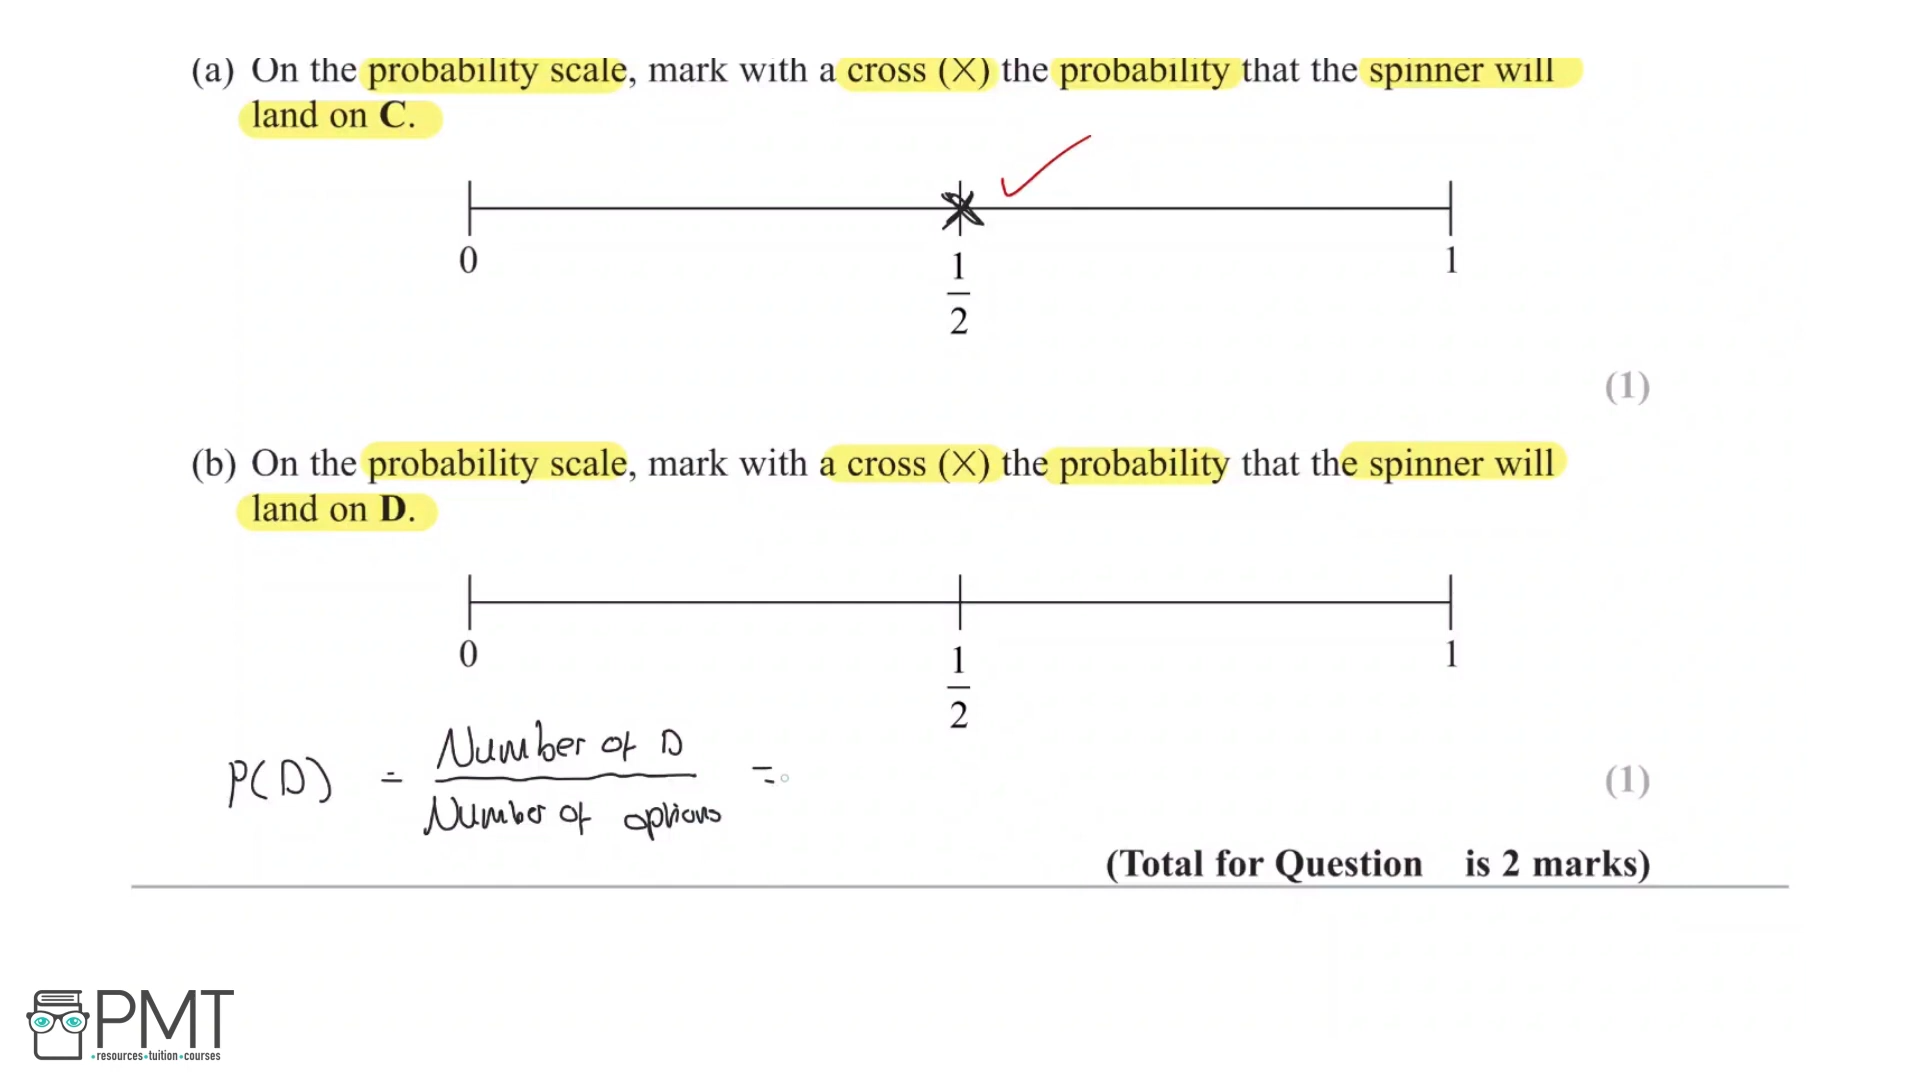 (a) On the probability scale, mark with a cross (×) the probability that the spinner will
land on C.
0
1
2
1
(1)
(b) On the probability scale, mark with a cross (×) the probability that the spinner will
land on D.
0
1
2
1
P(D) = Number of D
Number of options
=
(1)
(Total for Question is 2 marks)
PMT
•resources•tuition•courses